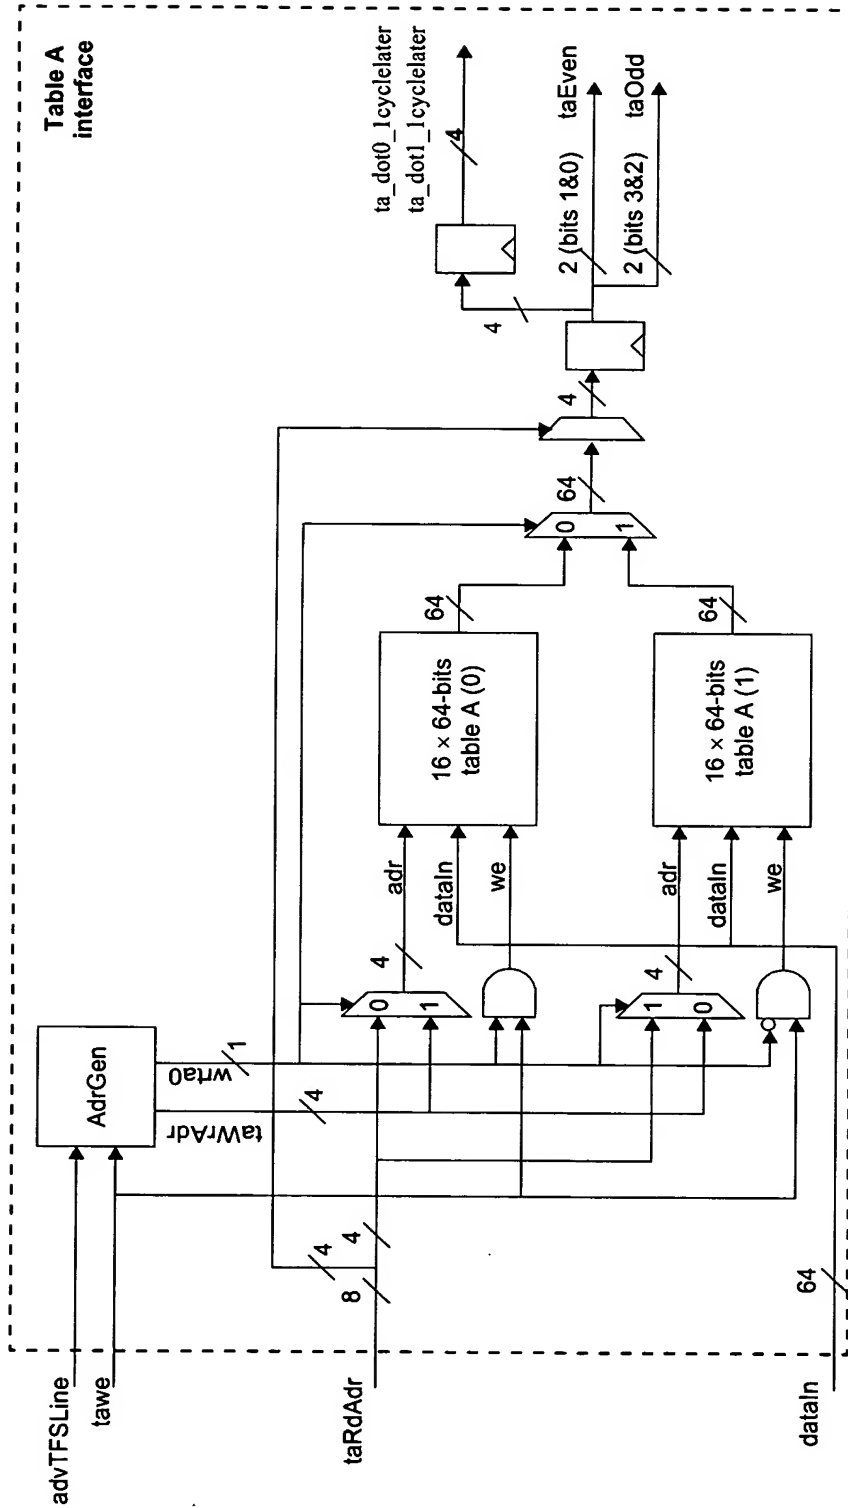 Table A
interface
advTFSLine
tawe
AdrGen
taWrAdr
4
wrta0
1
taRdAdr
8
4
4
0
1
4
adr
dataIn
we
16 × 64-bits
table A (0)
64
1
0
4
adr
dataIn
we
16 × 64-bits
table A (1)
64
dataIn
64
0
1
64
4
4
4
ta_dot0_1cyclelater
ta_dot1_1cyclelater
2 (bits 1&0)
taEven
2 (bits 3&2)
taOdd